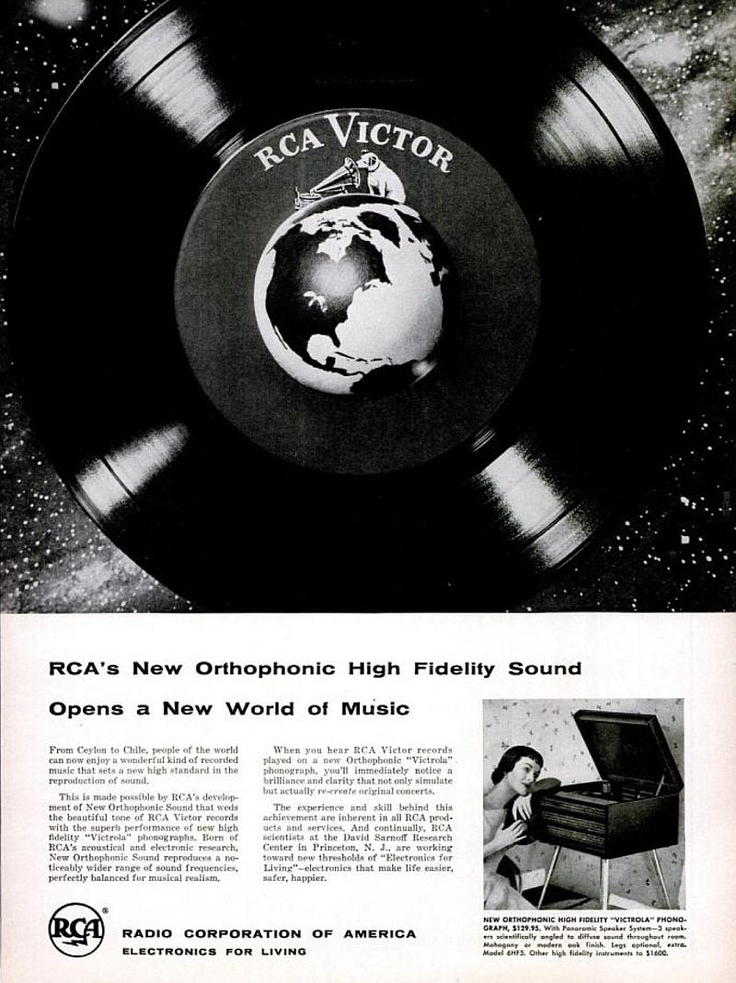 RCA VICTOR
RCA's New Orthophonic High Fidelity Sound
Opens a New World of Music
From Ceylon to Chile, people of the world
can now enjoy a wonderful kind of recorded
music that sets a new high standard in the
reproduction of sound.
This is made possible by RCA's develop-
ment of New Orthophonic Sound that weds
the beautiful tone of RCA Victor records
with the superb performance of new high
fidelity "Victrola" phonographs. Born of
RCA's acoustical and electronic research,
New Orthophonic Sound reproduces a no-
ticeably wider range of sound frequencies,
perfectly balanced for musical realism.
When you hear RCA Victor records
played on a new Orthophonic "Victrola"
phonograph, you'll immediately notice a
brilliance and clarity that not only simulate
but actually re-create original concerts.
The experience and skill behind this
achievement are inherent in all RCA prod-
ucts and services. And continually, RCA
scientists at the David Sarnoff Research
Center in Princeton, N. J., are working
toward new thresholds of "Electronics for
Living"—electronics that make life easier,
safer, happier.
NEW ORTHOPHONIC HIGH FIDELITY "VICTROLA" PHONO-
GRAPH, $129.95. With Panoramic Speaker System—3 speak-
ers scientifically angled to diffuse sound throughout room.
Mahogany or modern oak finish. Legs optional, extra.
Model 6HF5. Other high fidelity instruments to $1600.
RCA®
RADIO CORPORATION OF AMERICA
ELECTRONICS FOR LIVING